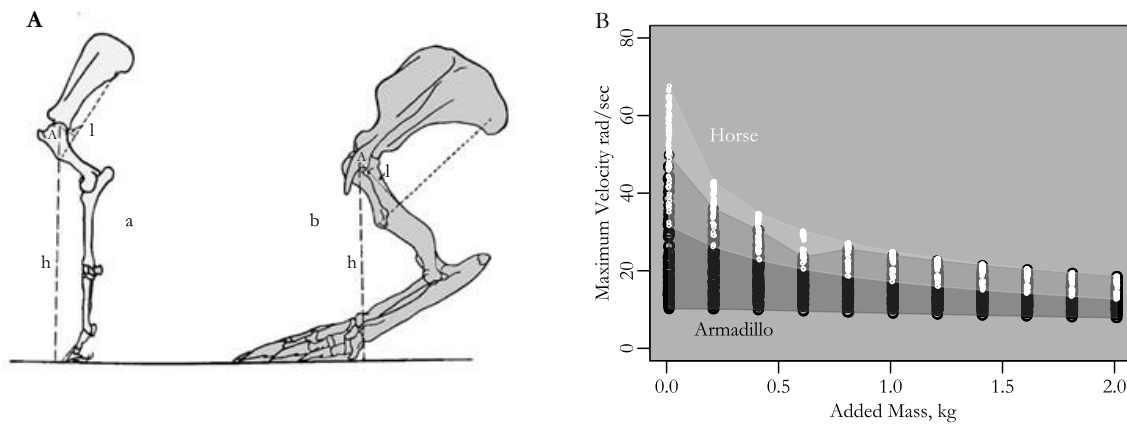 A
A
l
h
a
A
l
b
h
B
Maximum Velocity rad/sec
80
60
40
20
0
Horse
Armadillo
0.0 0.5 1.0 1.5 2.0
Added Mass, kg